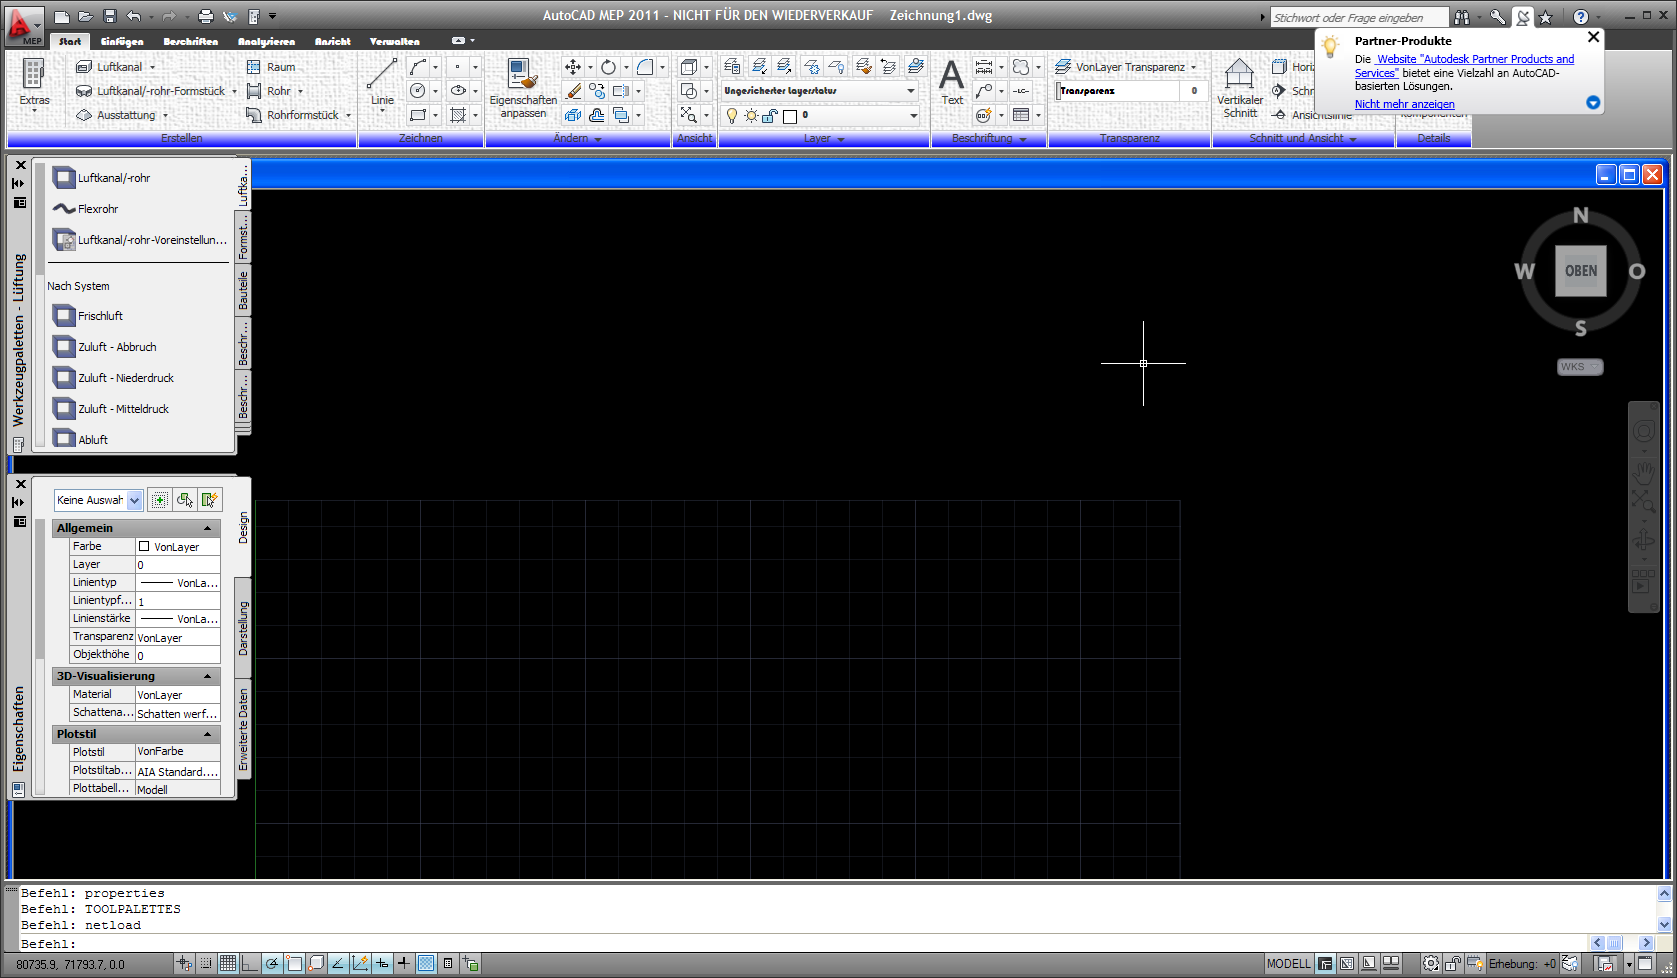 AutoCAD MEP 2011 - NICHT FÜR DEN WIEDERVERKAUF Zeichnung1.dwg
Stichwort oder Frage eingeben
MEP
Start Einfügen Beschriften Analysieren Ansicht Verwalten
Extras
Luftkanal
Luftkanal/-rohr-Formstück
Ausstattung
Raum
Rohr
Rohrformstück
Erstellen
Linie
Zeichnen
Eigenschaften
anpassen
Ändern
Ansicht
Ungesicherter Layerstatus
0
Layer
A
Text
-LC-
Beschriftung
VonLayer Transparenz
Transparenz 0
Transparenz
Vertikaler
Schnitt
Horiz
Schr
Ansichtslinie
Schnitt und Ansicht
Komponenten
Details
Partner-Produkte
Die Website "Autodesk Partner Products and
Services" bietet eine Vielzahl an AutoCAD-
basierten Lösungen.
Nicht mehr anzeigen
Werkzeugpaletten - Lüftung
Luftkanal/-rohr
Flexrohr
Luftkanal/-rohr-Voreinstellun...
Nach System
Frischluft
Zuluft - Abbruch
Zuluft - Niederdruck
Zuluft - Mitteldruck
Abluft
Luftka...
Formst...
Bauteile
Beschr...
Beschr...
N
W OBEN O
S
WKS
Eigenschaften
Keine Auswah
Allgemein
Farbe VonLayer
Layer 0
Linientyp VonLa...
Linientypf... 1
Linienstärke VonLa...
Transparenz VonLayer
Objekthöhe 0
3D-Visualisierung
Material VonLayer
Schattena... Schatten werf...
Plotstil
Plotstil VonFarbe
Plotstiltab... AIA Standard....
Plottabell... Modell
Design
Darstellung
Erweiterte Daten
Befehl: properties
Befehl: TOOLPALETTES
Befehl: netload
Befehl:
80735.9, 71793.7, 0.0
MODELL
Erhebung: +0